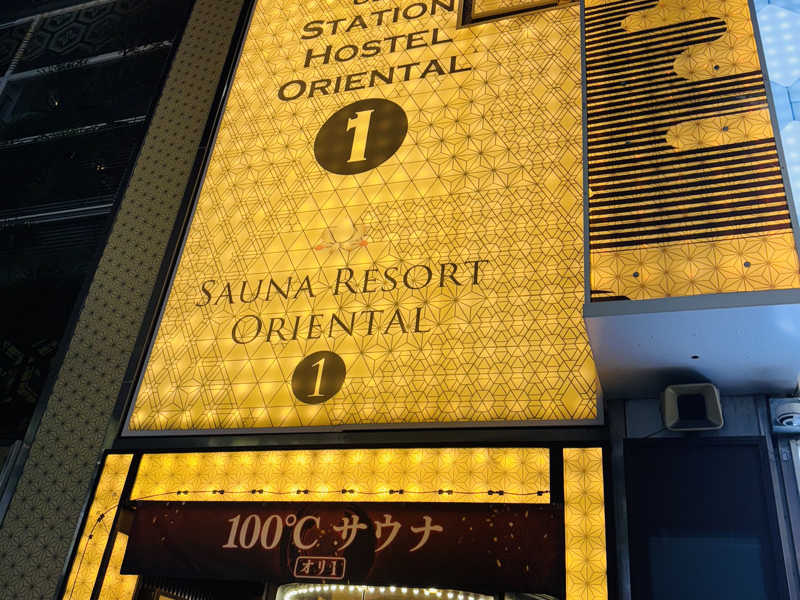 STATION
HOSTEL
ORIENTAL
1
SAUNA RESORT
ORIENTAL
1
100℃ サウナ
オリ1